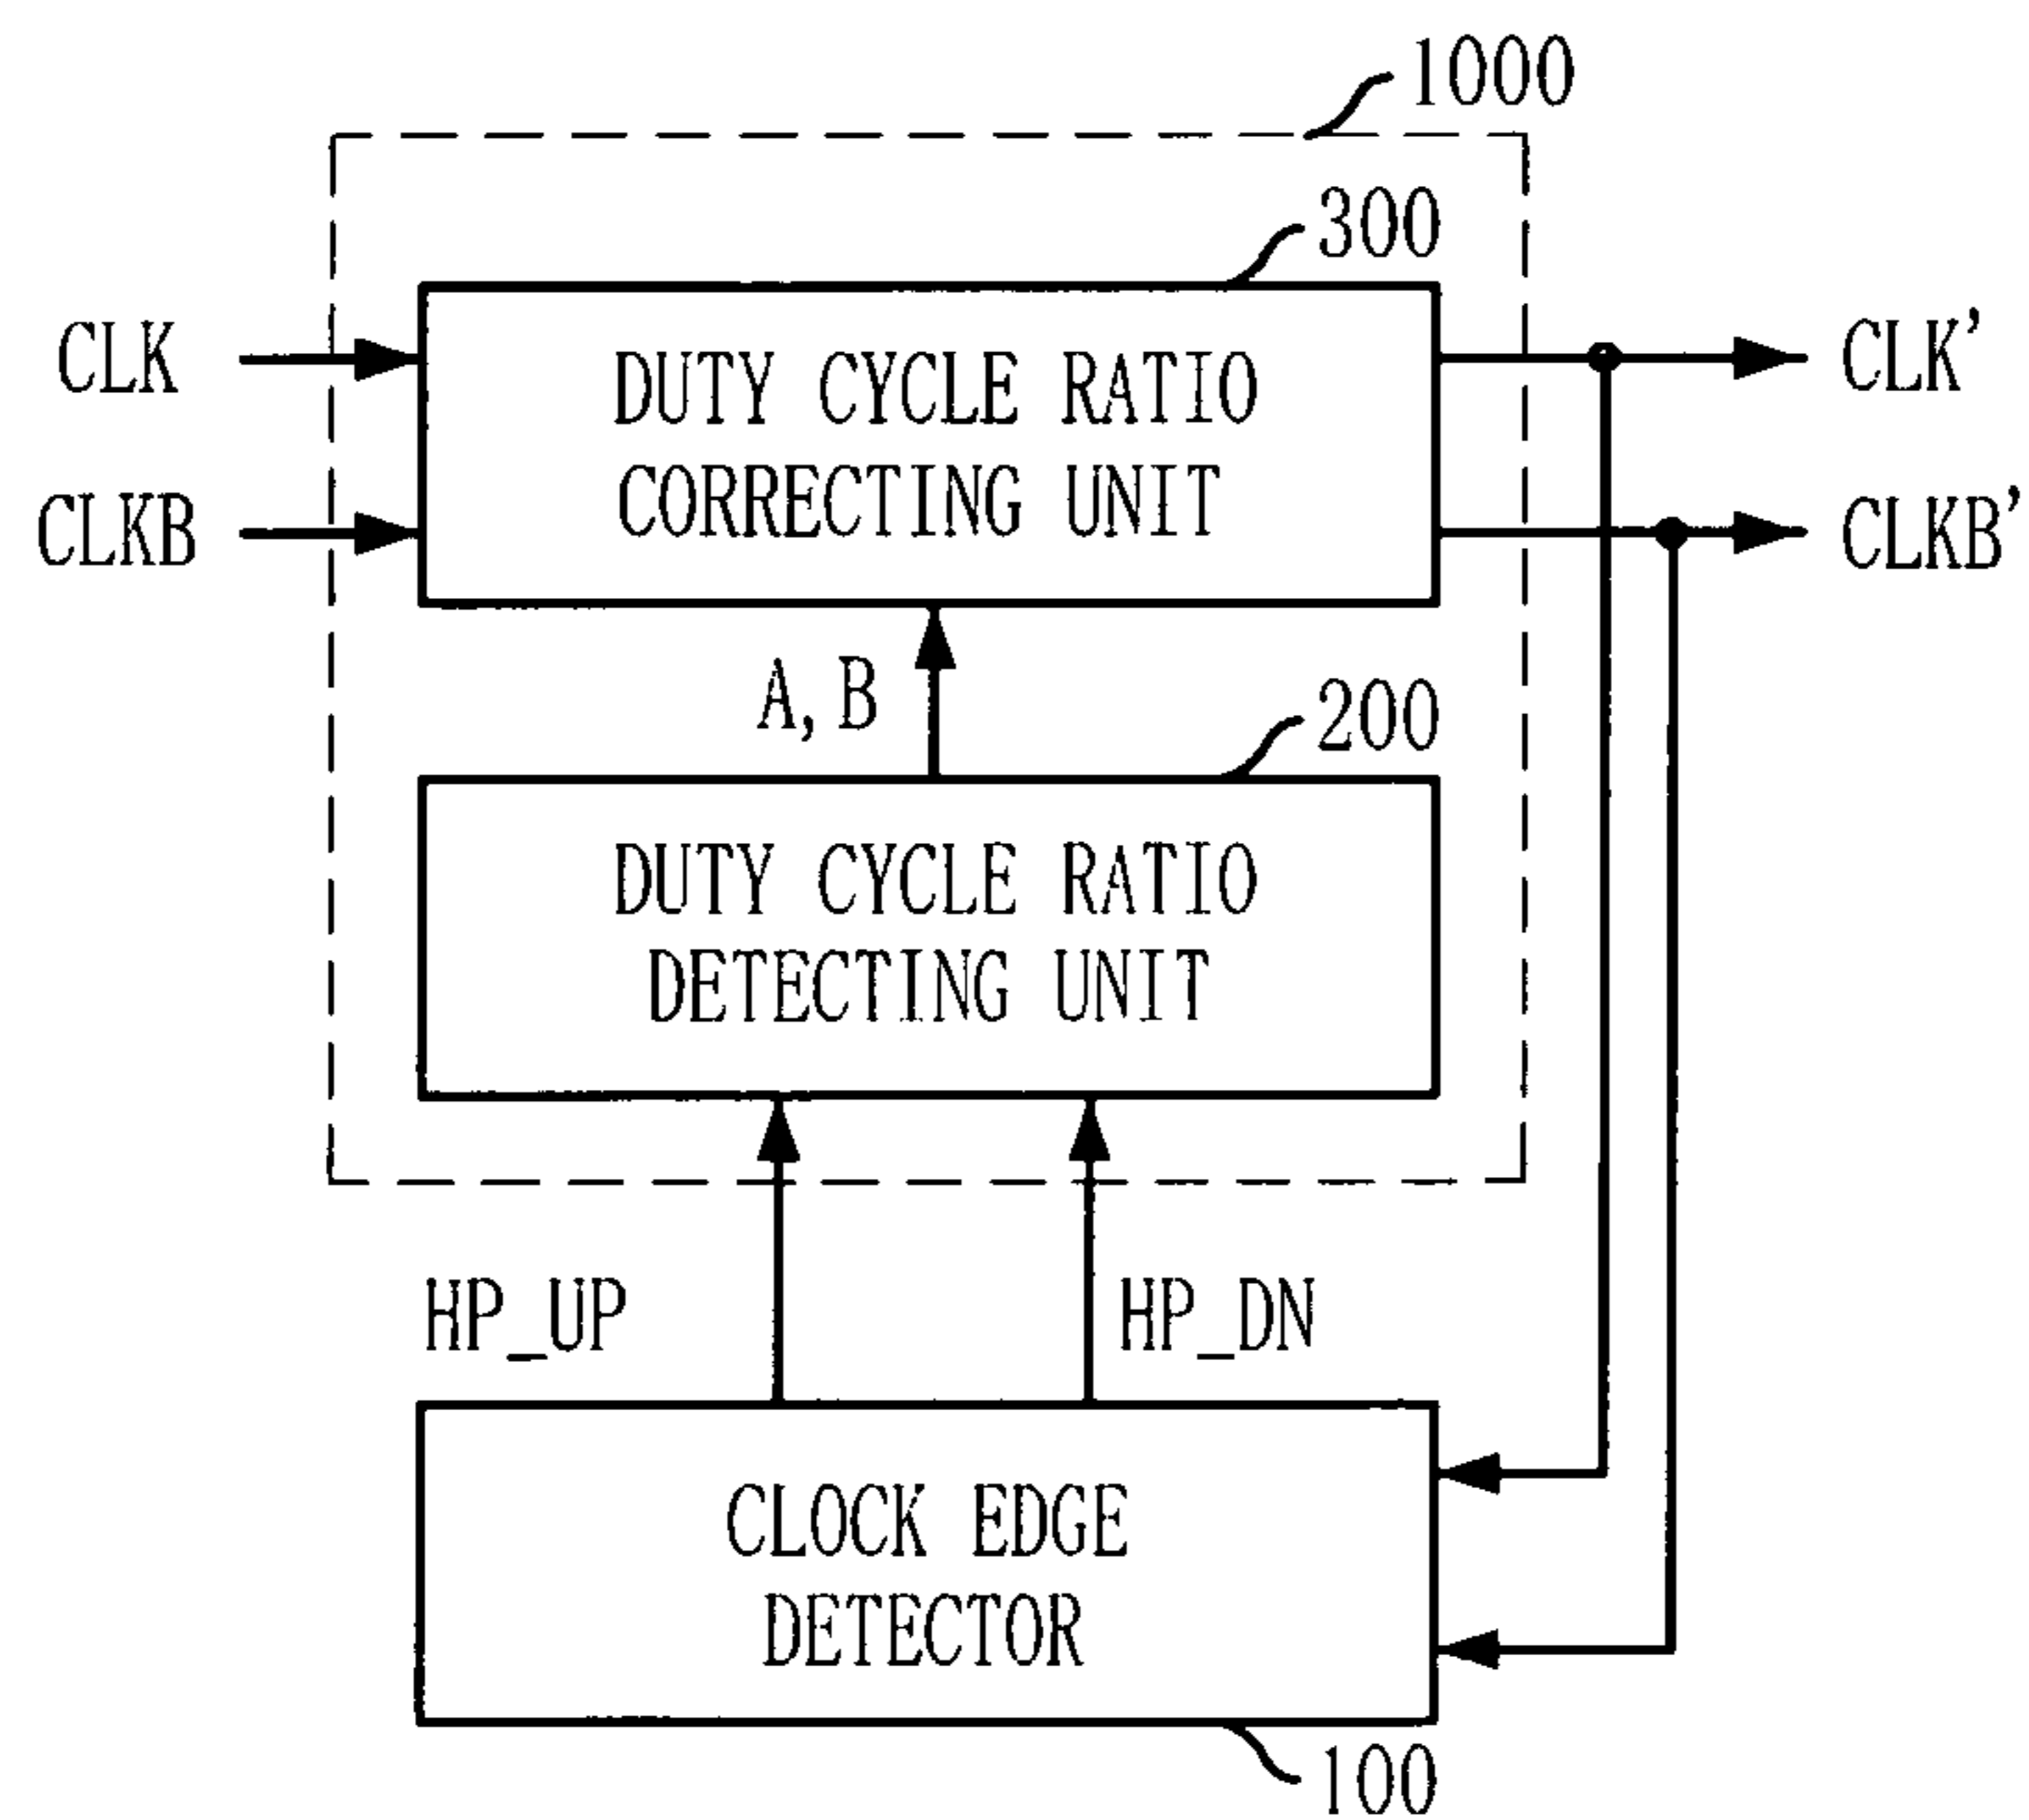 1000
300
CLK
DUTY CYCLE RATIO
CORRECTING UNIT
CLK'
CLKB
CLKB'
A, B
200
DUTY CYCLE RATIO
DETECTING UNIT
HP_UP
HP_DN
CLOCK EDGE
DETECTOR
100